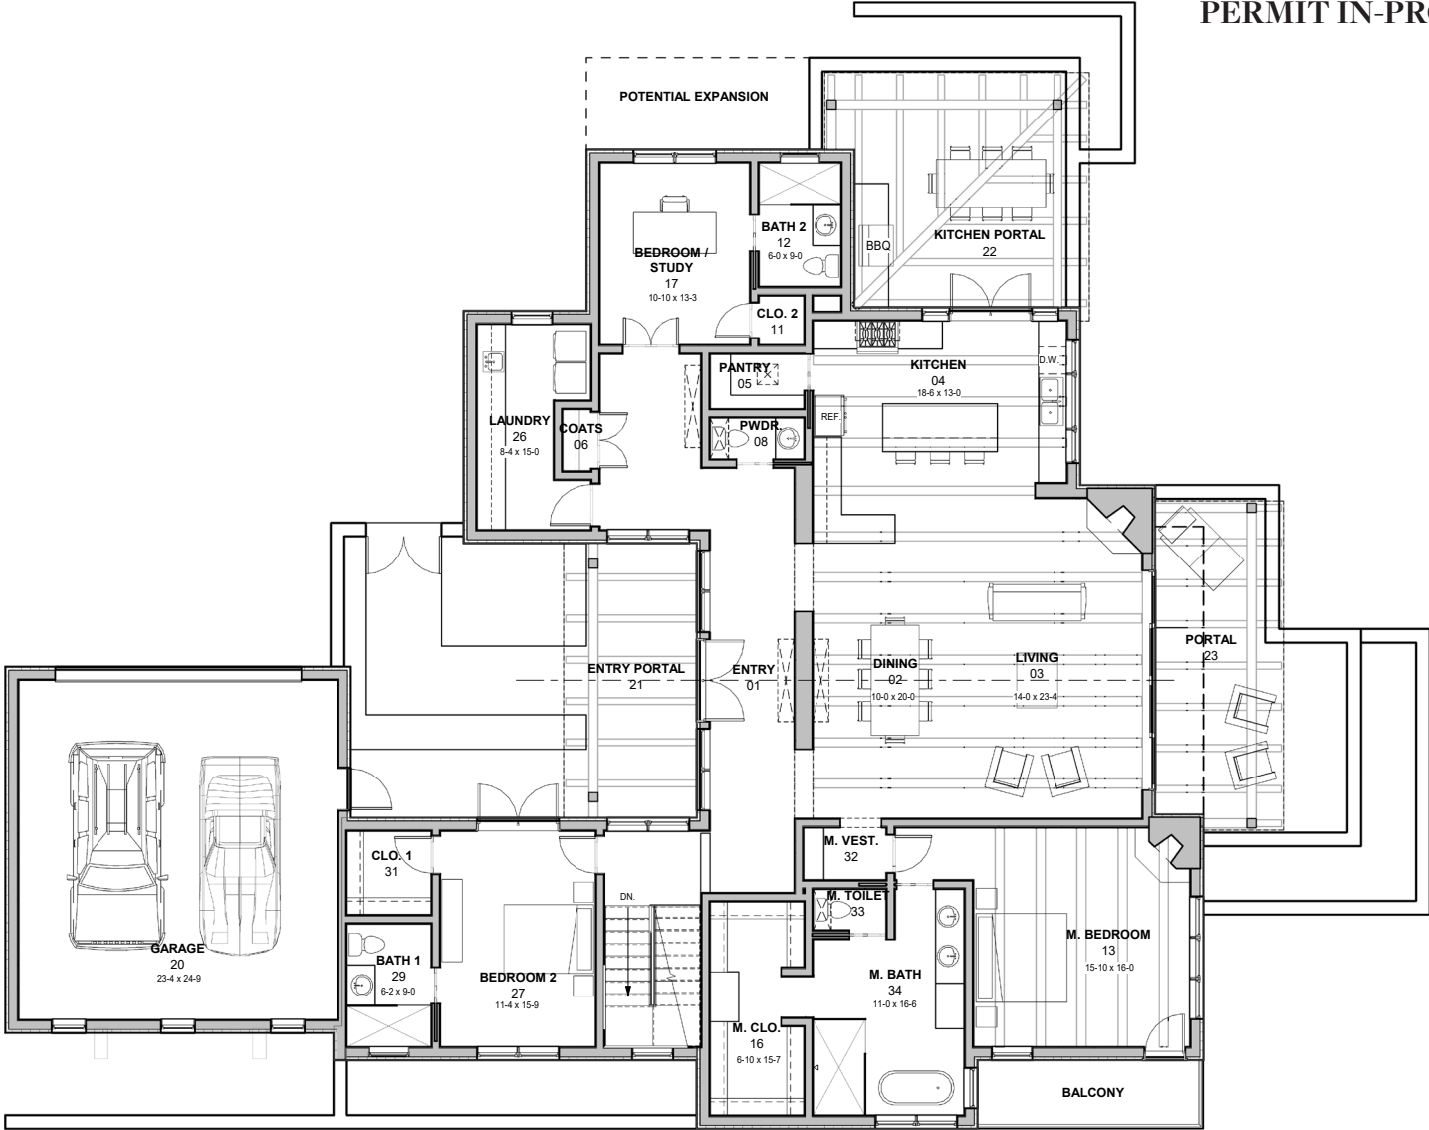 PERMIT IN-PRO
POTENTIAL EXPANSION
BEDROOM /
STUDY
17
10-10 x 13-3
BATH 2
12
6-0 x 9-0
BBQ
KITCHEN PORTAL
22
CLO. 2
11
PANTRY
05
KITCHEN
04
18-6 x 13-0
D.W.
REF.
LAUNDRY
26
8-4 x 15-0
COATS
06
PWDR.
08
ENTRY PORTAL
21
ENTRY
01
DINING
02
10-0 x 20-0
LIVING
03
14-0 x 23-4
PORTAL
23
GARAGE
20
23-4 x 24-9
CLO. 1
31
BATH 1
29
6-2 x 9-0
BEDROOM 2
27
11-4 x 15-9
DN.
M. VEST.
32
M. TOILET
33
M. BATH
34
11-0 x 16-6
M. CLO.
16
6-10 x 15-7
M. BEDROOM
13
15-10 x 16-0
BALCONY